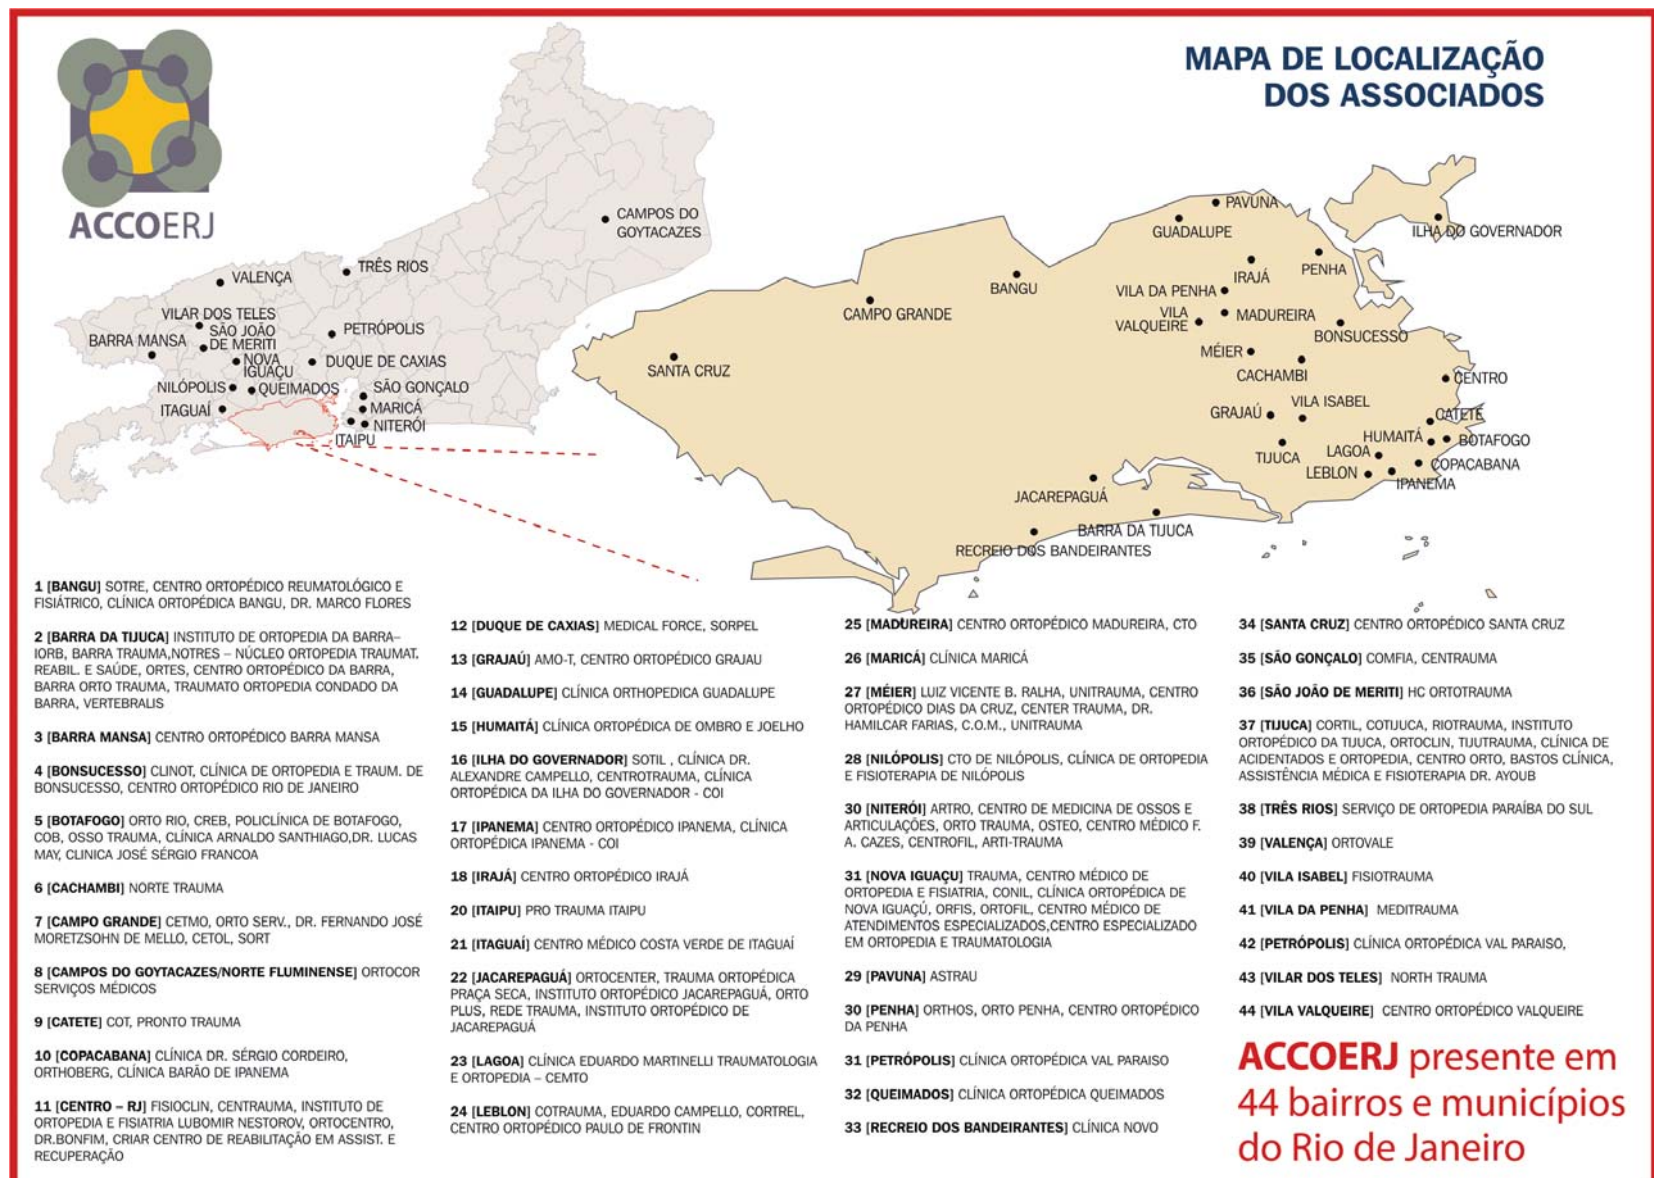 ACCOERJ
MAPA DE LOCALIZAÇÃO
DOS ASSOCIADOS
CAMPOS DO
GOYTACAZES
TRÊS RIOS
VALENÇA
VILAR DOS TELES
SÃO JOÃO
DE MERITI
PETRÓPOLIS
BARRA MANSA
NOVA
IGUAÇU
DUQUE DE CAXIAS
NILÓPOLIS
QUEIMADOS
SÃO GONÇALO
ITAGUAÍ
MARICÁ
NITERÓI
ITAIPU
PAVUNA
GUADALUPE
ILHA DO GOVERNADOR
IRAJÁ
PENHA
BANGU
VILA DA PENHA
CAMPO GRANDE
VILA
VALQUEIRE
MADUREIRA
BONSUCESSO
MÉIER
SANTA CRUZ
CACHAMBI
CENTRO
VILA ISABEL
GRAJAÚ
CATETE
HUMAITÁ
BOTAFOGO
TIJUCA
LAGOA
COPACABANA
LEBLON
IPANEMA
JACAREPAGUÁ
BARRA DA TIJUCA
RECREIO DOS BANDEIRANTES
1 [BANGU] SOTRE, CENTRO ORTOPÉDICO REUMATOLÓGICO E
FISIÁTRICO, CLÍNICA ORTOPÉDICA BANGU, DR. MARCO FLORES
2 [BARRA DA TIJUCA] INSTITUTO DE ORTOPEDIA DA BARRA–
IORB, BARRA TRAUMA,NOTRES – NÚCLEO ORTOPEDIA TRAUMAT.
REABIL. E SAÚDE, ORTES, CENTRO ORTOPÉDICO DA BARRA,
BARRA ORTO TRAUMA, TRAUMATO ORTOPEDIA CONDADO DA
BARRA, VERTEBRALIS
3 [BARRA MANSA] CENTRO ORTOPÉDICO BARRA MANSA
4 [BONSUCESSO] CLINOT, CLÍNICA DE ORTOPEDIA E TRAUM. DE
BONSUCESSO, CENTRO ORTOPÉDICO RIO DE JANEIRO
5 [BOTAFOGO] ORTO RIO, CREB, POLICLÍNICA DE BOTAFOGO,
COB, OSSO TRAUMA, CLÍNICA ARNALDO SANTHIAGO,DR. LUCAS
MAY, CLINICA JOSÉ SÉRGIO FRANCOA
6 [CACHAMBI] NORTE TRAUMA
7 [CAMPO GRANDE] CETMO, ORTO SERV., DR. FERNANDO JOSÉ
MORETZSOHN DE MELLO, CETOL, SORT
8 [CAMPOS DO GOYTACAZES/NORTE FLUMINENSE] ORTOCOR
SERVIÇOS MÉDICOS
9 [CATETE] COT, PRONTO TRAUMA
10 [COPACABANA] CLÍNICA DR. SÉRGIO CORDEIRO,
ORTHOBERG, CLÍNICA BARÃO DE IPANEMA
11 [CENTRO – RJ] FISIOCLIN, CENTRAUMA, INSTITUTO DE
ORTOPEDIA E FISIATRIA LUBOMIR NESTOROV, ORTOCENTRO,
DR.BONFIM, CRIAR CENTRO DE REABILITAÇÃO EM ASSIST. E
RECUPERAÇÃO
12 [DUQUE DE CAXIAS] MEDICAL FORCE, SORPEL
13 [GRAJAÚ] AMO-T, CENTRO ORTOPÉDICO GRAJAU
14 [GUADALUPE] CLÍNICA ORTHOPEDICA GUADALUPE
15 [HUMAITÁ] CLÍNICA ORTOPÉDICA DE OMBRO E JOELHO
16 [ILHA DO GOVERNADOR] SOTIL , CLÍNICA DR.
ALEXANDRE CAMPELLO, CENTROTRAUMA, CLÍNICA
ORTOPÉDICA DA ILHA DO GOVERNADOR - COI
17 [IPANEMA] CENTRO ORTOPÉDICO IPANEMA, CLÍNICA
ORTOPÉDICA IPANEMA - COI
18 [IRAJÁ] CENTRO ORTOPÉDICO IRAJÁ
20 [ITAIPU] PRO TRAUMA ITAIPU
21 [ITAGUAÍ] CENTRO MÉDICO COSTA VERDE DE ITAGUAÍ
22 [JACAREPAGUÁ] ORTOCENTER, TRAUMA ORTOPÉDICA
PRAÇA SECA, INSTITUTO ORTOPÉDICO JACAREPAGUÁ, ORTO
PLUS, REDE TRAUMA, INSTITUTO ORTOPÉDICO DE
JACAREPAGUÁ
23 [LAGOA] CLÍNICA EDUARDO MARTINELLI TRAUMATOLOGIA
E ORTOPEDIA – CEMTO
24 [LEBLON] COTRAUMA, EDUARDO CAMPELLO, CORTREL,
CENTRO ORTOPÉDICO PAULO DE FRONTIN
25 [MADUREIRA] CENTRO ORTOPÉDICO MADUREIRA, CTO
26 [MARICÁ] CLÍNICA MARICÁ
27 [MÉIER] LUIZ VICENTE B. RALHA, UNITRAUMA, CENTRO
ORTOPÉDICO DIAS DA CRUZ, CENTER TRAUMA, DR.
HAMILCAR FARIAS, C.O.M., UNITRAUMA
28 [NILÓPOLIS] CTO DE NILÓPOLIS, CLÍNICA DE ORTOPEDIA
E FISIOTERAPIA DE NILÓPOLIS
30 [NITERÓI] ARTRO, CENTRO DE MEDICINA DE OSSOS E
ARTICULAÇÕES, ORTO TRAUMA, OSTEO, CENTRO MÉDICO F.
A. CAZES, CENTROFIL, ARTI-TRAUMA
31 [NOVA IGUAÇU] TRAUMA, CENTRO MÉDICO DE
ORTOPEDIA E FISIATRIA, CONIL, CLÍNICA ORTOPÉDICA DE
NOVA IGUAÇÚ, ORFIS, ORTOFIL, CENTRO MÉDICO DE
ATENDIMENTOS ESPECIALIZADOS,CENTRO ESPECIALIZADO
EM ORTOPEDIA E TRAUMATOLOGIA
29 [PAVUNA] ASTRAU
30 [PENHA] ORTHOS, ORTO PENHA, CENTRO ORTOPÉDICO
DA PENHA
31 [PETRÓPOLIS] CLÍNICA ORTOPÉDICA VAL PARAISO
32 [QUEIMADOS] CLÍNICA ORTOPÉDICA QUEIMADOS
33 [RECREIO DOS BANDEIRANTES] CLÍNICA NOVO
34 [SANTA CRUZ] CENTRO ORTOPÉDICO SANTA CRUZ
35 [SÃO GONÇALO] COMFIA, CENTRAUMA
36 [SÃO JOÃO DE MERITI] HC ORTOTRAUMA
37 [TIJUCA] CORTIL, COTIJUCA, RIOTRAUMA, INSTITUTO
ORTOPÉDICO DA TIJUCA, ORTOCLIN, TIJUTRAUMA, CLÍNICA DE
ACIDENTADOS E ORTOPEDIA, CENTRO ORTO, BASTOS CLÍNICA,
ASSISTÊNCIA MÉDICA E FISIOTERAPIA DR. AYOUB
38 [TRÊS RIOS] SERVIÇO DE ORTOPEDIA PARAÍBA DO SUL
39 [VALENÇA] ORTOVALE
40 [VILA ISABEL] FISIOTRAUMA
41 [VILA DA PENHA] MEDITRAUMA
42 [PETRÓPOLIS] CLÍNICA ORTOPÉDICA VAL PARAISO,
43 [VILAR DOS TELES] NORTH TRAUMA
44 [VILA VALQUEIRE] CENTRO ORTOPÉDICO VALQUEIRE
ACCOERJ presente em
44 bairros e municípios
do Rio de Janeiro